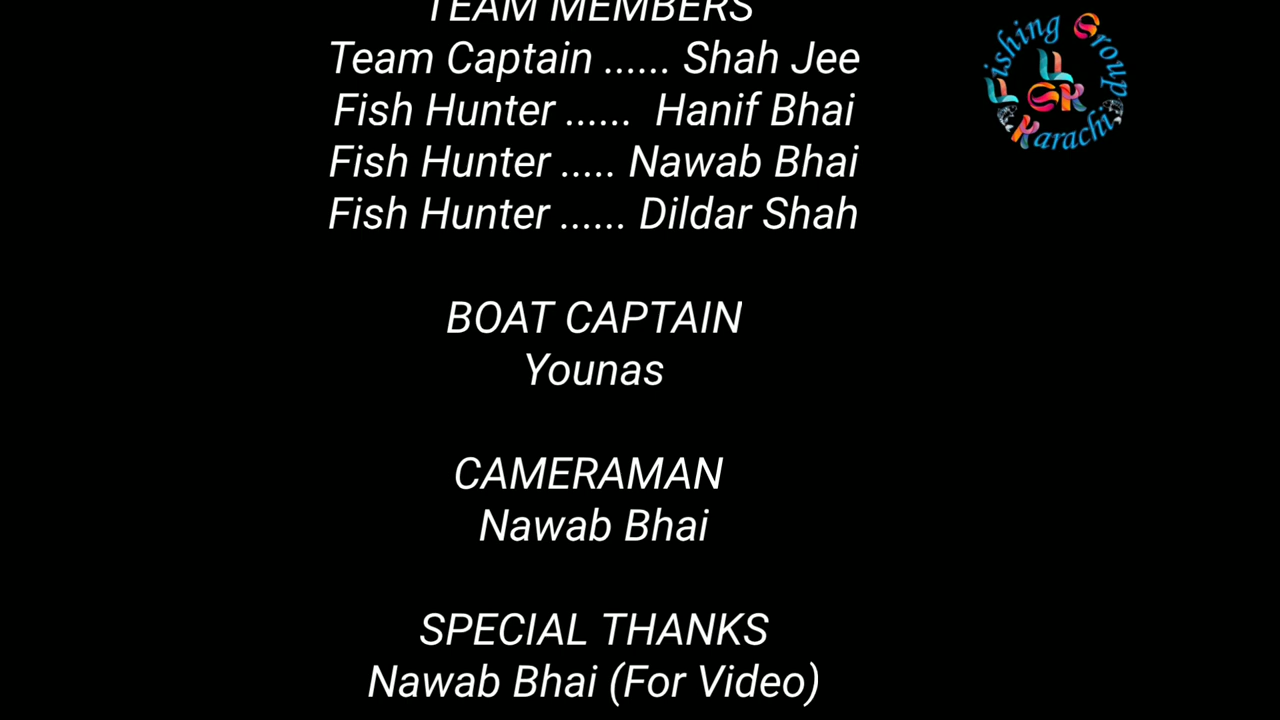 TEAM MEMBERS
Team Captain ...... Shah Jee
Fish Hunter ...... Hanif Bhai
Fish Hunter ..... Nawab Bhai
Fish Hunter ...... Dildar Shah
BOAT CAPTAIN
Younas
CAMERAMAN
Nawab Bhai
SPECIAL THANKS
Nawab Bhai (For Video)
Fishing Group
Karachi